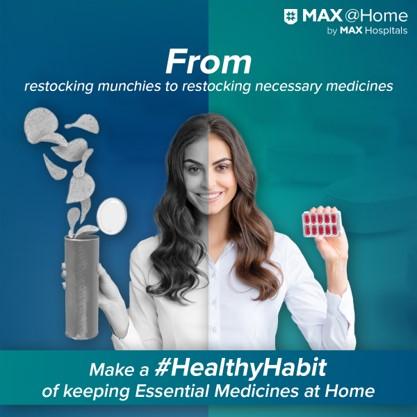 MAX @Home
by MAX Hospitals
From
restocking munchies to restocking necessary medicines
Make a #HealthyHabit
of keeping Essential Medicines at Home